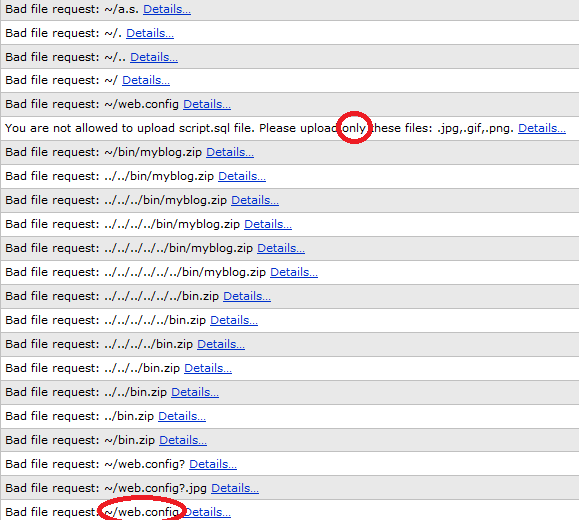 Bad file request: ~/a.s. Details...
Bad file request: ~/. Details...
Bad file request: ~/.. Details...
Bad file request: ~/ Details...
Bad file request: ~/web.config Details...
You are not allowed to upload script.sql file. Please upload only these files: .jpg,.gif,.png. Details...
Bad file request: ~/bin/myblog.zip Details...
Bad file request: ../../bin/myblog.zip Details...
Bad file request: ../../../bin/myblog.zip Details...
Bad file request: ../../../../bin/myblog.zip Details...
Bad file request: ../../../../../bin/myblog.zip Details...
Bad file request: ../../../../../../bin/myblog.zip Details...
Bad file request: ../../../../../../bin.zip Details...
Bad file request: ../../../../../bin.zip Details...
Bad file request: ../../../../bin.zip Details...
Bad file request: ../../../bin.zip Details...
Bad file request: ../../bin.zip Details...
Bad file request: ../bin.zip Details...
Bad file request: ~/bin.zip Details...
Bad file request: ~/web.config? Details...
Bad file request: ~/web.config?.jpg Details...
Bad file request: ~/web.config Details...